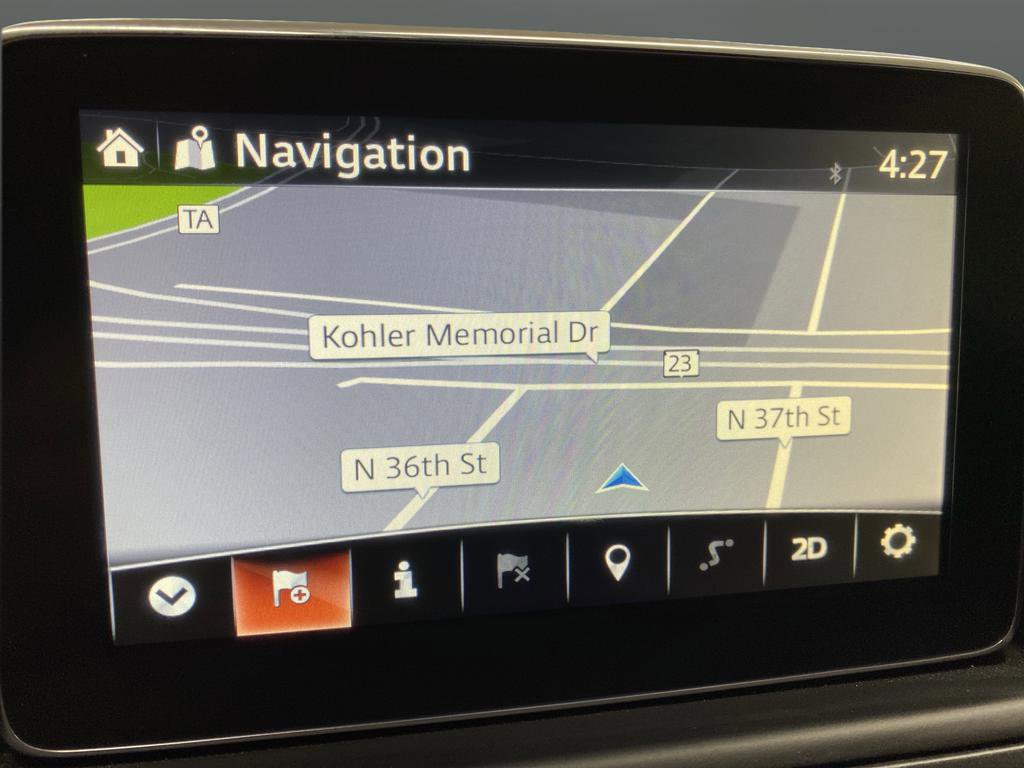 Navigation
4:27
TA
Kohler Memorial Dr
23
N 37th St
N 36th St
2D